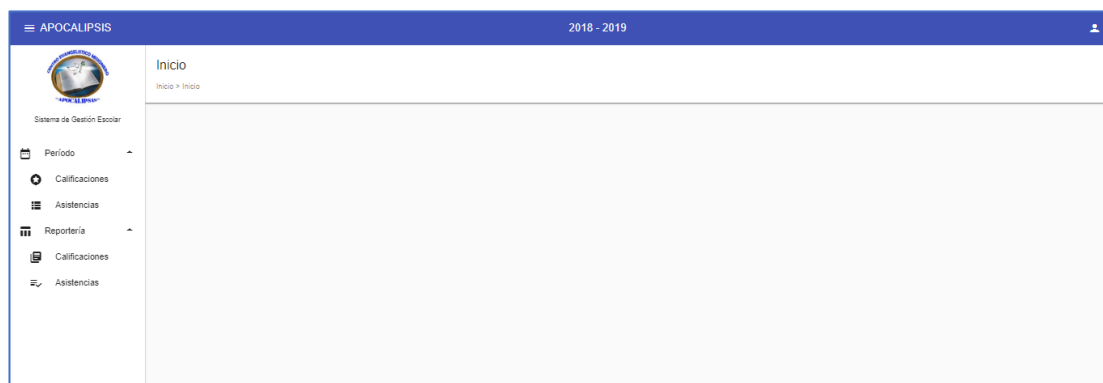 APOCALIPSIS
2018 - 2019
"APOCALIPSIS"
Sistema de Gestión Escolar
Período
Calificaciones
Asistencias
Reportería
Calificaciones
Asistencias
Inicio
Inicio > Inicio